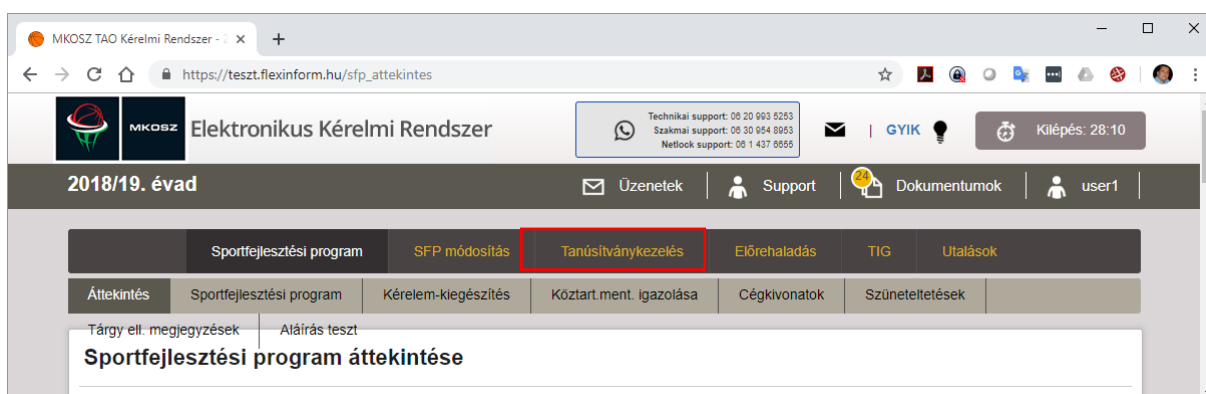 MKOSZ TAO Kérelmi Rendszer - 2
https://teszt.flexinform.hu/sfp_attekintes
MKOSZ
Elektronikus Kérelmi Rendszer
Technikai support: 06 20 993 5253
Szakmai support: 06 30 954 8953
Netlock support: 06 1 437 6655
| GYIK
Kilépés: 28:10
2018/19. évad
Üzenetek
Support
24
Dokumentumok
user1
Sportfejlesztési program
SFP módosítás
Tanúsítványkezelés
Előrehaladás
TIG
Utalások
Áttekintés
Sportfejlesztési program
Kérelem-kiegészítés
Köztart.ment. igazolása
Cégkivonatok
Szüneteltetések
Tárgy ell. megjegyzések
Aláírás teszt
Sportfejlesztési program áttekintése